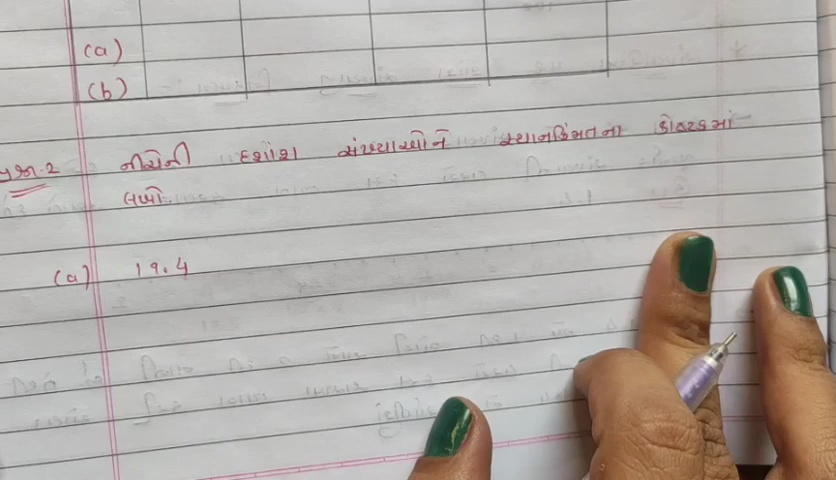 (a)
(b)
પ્રશ્ન-2 નીચેની દશાંશ સંખ્યાઓને સ્થાનકિંમતના કોષ્ટકમાં
લખો
(a) 19.4